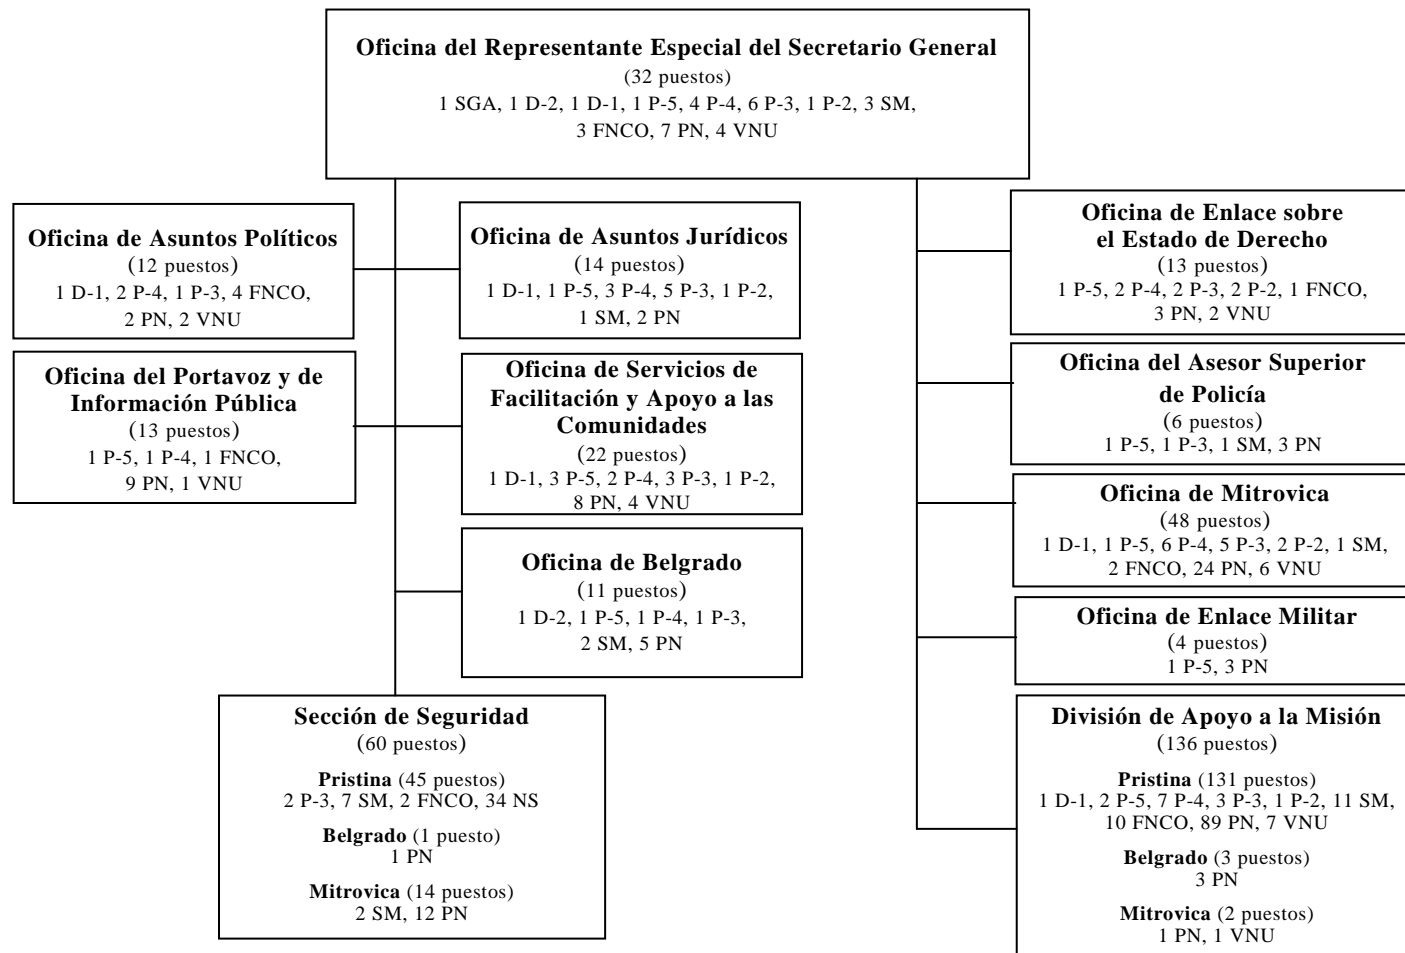 Oficina del Representante Especial del Secretario General
(32 puestos)
1 SGA, 1 D-2, 1 D-1, 1 P-5, 4 P-4, 6 P-3, 1 P-2, 3 SM,
3 FNCO, 7 PN, 4 VNU
Oficina de Asuntos Políticos
(12 puestos)
1 D-1, 2 P-4, 1 P-3, 4 FNCO,
2 PN, 2 VNU
Oficina de Asuntos Jurídicos
(14 puestos)
1 D-1, 1 P-5, 3 P-4, 5 P-3, 1 P-2,
1 SM, 2 PN
Oficina de Enlace sobre
el Estado de Derecho
(13 puestos)
1 P-5, 2 P-4, 2 P-3, 2 P-2, 1 FNCO,
3 PN, 2 VNU
Oficina del Portavoz y de
Información Pública
(13 puestos)
1 P-5, 1 P-4, 1 FNCO,
9 PN, 1 VNU
Oficina de Servicios de
Facilitación y Apoyo a las
Comunidades
(22 puestos)
1 D-1, 3 P-5, 2 P-4, 3 P-3, 1 P-2,
8 PN, 4 VNU
Oficina del Asesor Superior
de Policía
(6 puestos)
1 P-5, 1 P-3, 1 SM, 3 PN
Oficina de Mitrovica
(48 puestos)
1 D-1, 1 P-5, 6 P-4, 5 P-3, 2 P-2, 1 SM,
2 FNCO, 24 PN, 6 VNU
Oficina de Belgrado
(11 puestos)
1 D-2, 1 P-5, 1 P-4, 1 P-3,
2 SM, 5 PN
Oficina de Enlace Militar
(4 puestos)
1 P-5, 3 PN
Sección de Seguridad
(60 puestos)
Pristina (45 puestos)
2 P-3, 7 SM, 2 FNCO, 34 NS
Belgrado (1 puesto)
1 PN
Mitrovica (14 puestos)
2 SM, 12 PN
División de Apoyo a la Misión
(136 puestos)
Pristina (131 puestos)
1 D-1, 2 P-5, 7 P-4, 3 P-3, 1 P-2, 11 SM,
10 FNCO, 89 PN, 7 VNU
Belgrado (3 puestos)
3 PN
Mitrovica (2 puestos)
1 PN, 1 VNU